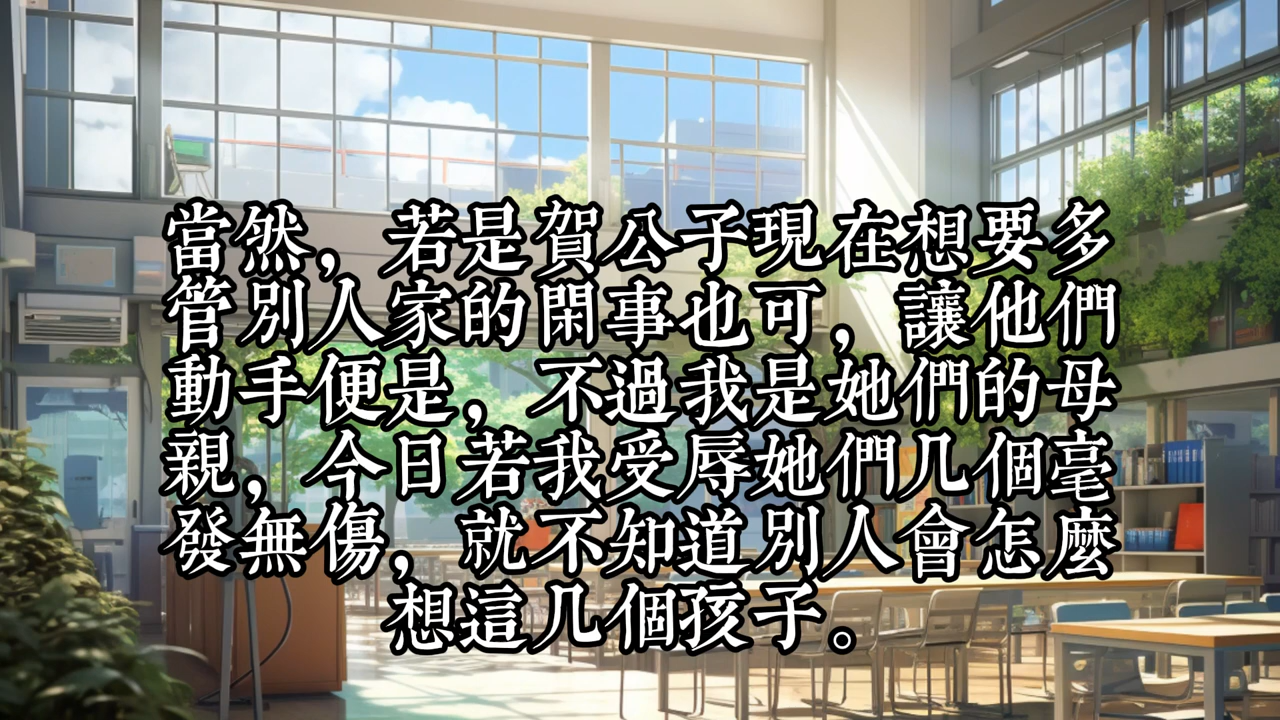 當然，若是賀公子現在想要多
管別人家的閑事也可，讓他們
動手便是，不過我是她們的母
親，今日若我受辱她們几個毫
發無傷，就不知道別人會怎麼
想這几個孩子。